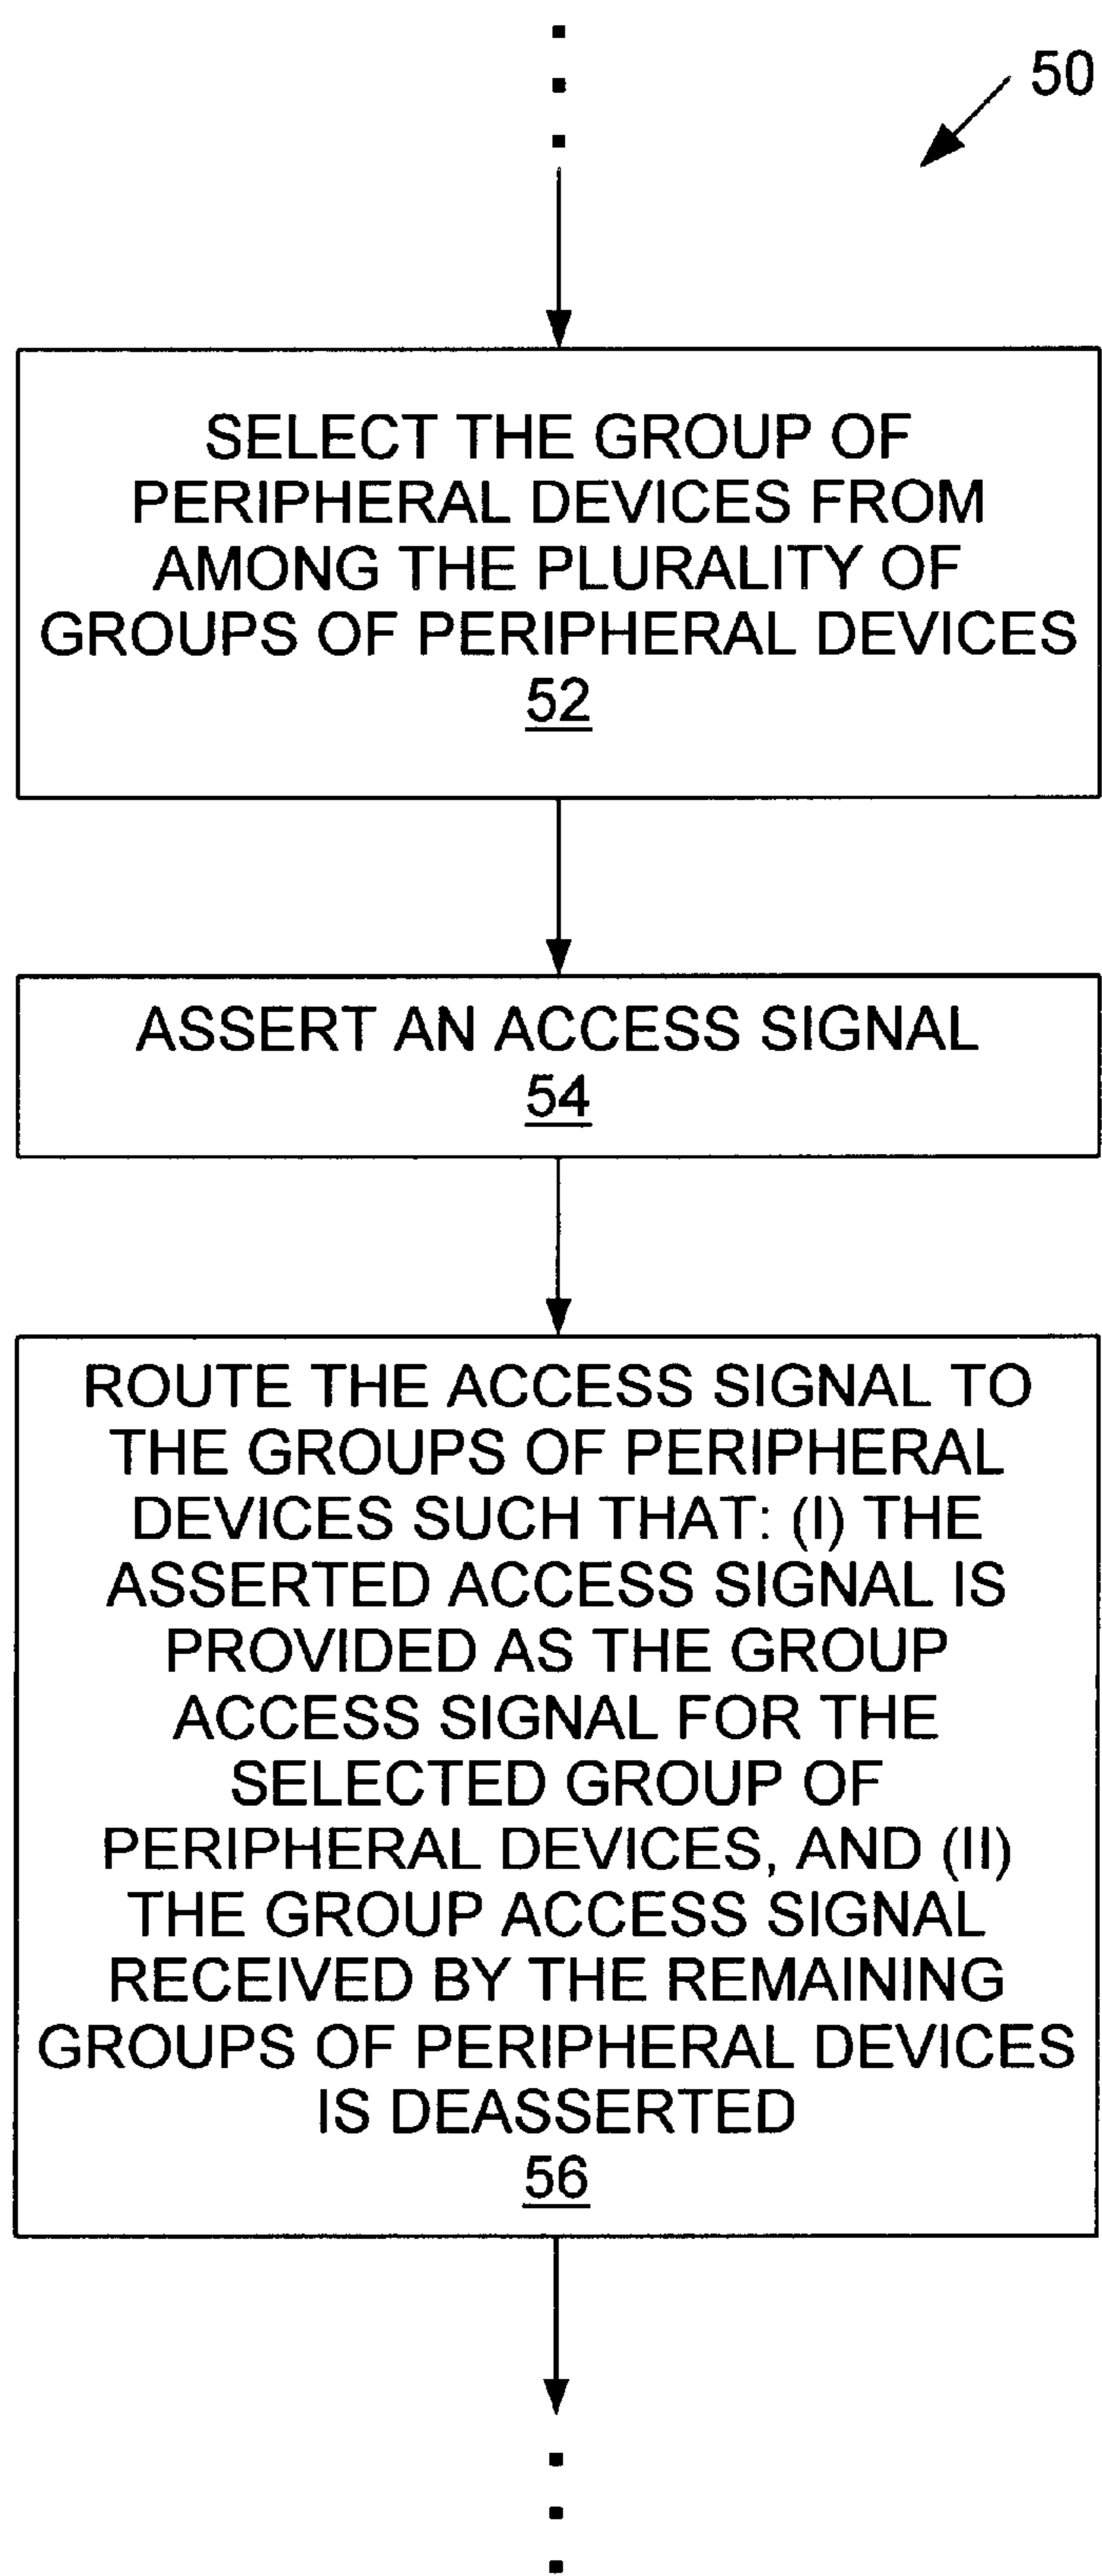 50
SELECT THE GROUP OF
PERIPHERAL DEVICES FROM
AMONG THE PLURALITY OF
GROUPS OF PERIPHERAL DEVICES
52
ASSERT AN ACCESS SIGNAL
54
ROUTE THE ACCESS SIGNAL TO
THE GROUPS OF PERIPHERAL
DEVICES SUCH THAT: (I) THE
ASSERTED ACCESS SIGNAL IS
PROVIDED AS THE GROUP
ACCESS SIGNAL FOR THE
SELECTED GROUP OF
PERIPHERAL DEVICES, AND (II)
THE GROUP ACCESS SIGNAL
RECEIVED BY THE REMAINING
GROUPS OF PERIPHERAL DEVICES
IS DEASSERTED
56